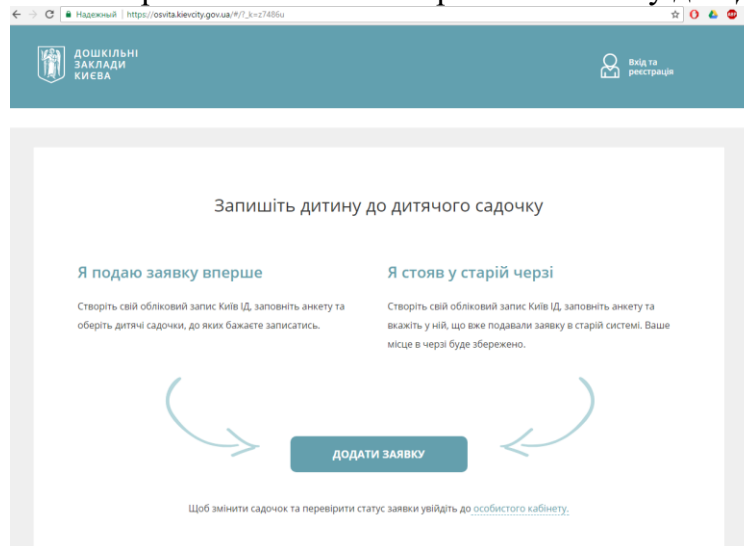 Надежный | https://osvita.kievcity.gov.ua/#/?_k=z7486u
ДОШКІЛЬНІ
ЗАКЛАДИ
КИЄВА
Вхід та
реєстрація
Запишіть дитину до дитячого садочку
Я подаю заявку вперше
Створіть свій обліковий запис Київ ІД, заповніть анкету та
оберіть дитячі садочки, до яких бажаєте записатись.
Я стояв у старій черзі
Створіть свій обліковий запис Київ ІД, заповніть анкету та
вкажіть у ній, що вже подавали заявку в старій системі. Ваше
місце в черзі буде збережено.
ДОДАТИ ЗАЯВКУ
Щоб змінити садочок та перевірити статус заявки увійдіть до особистого кабінету.